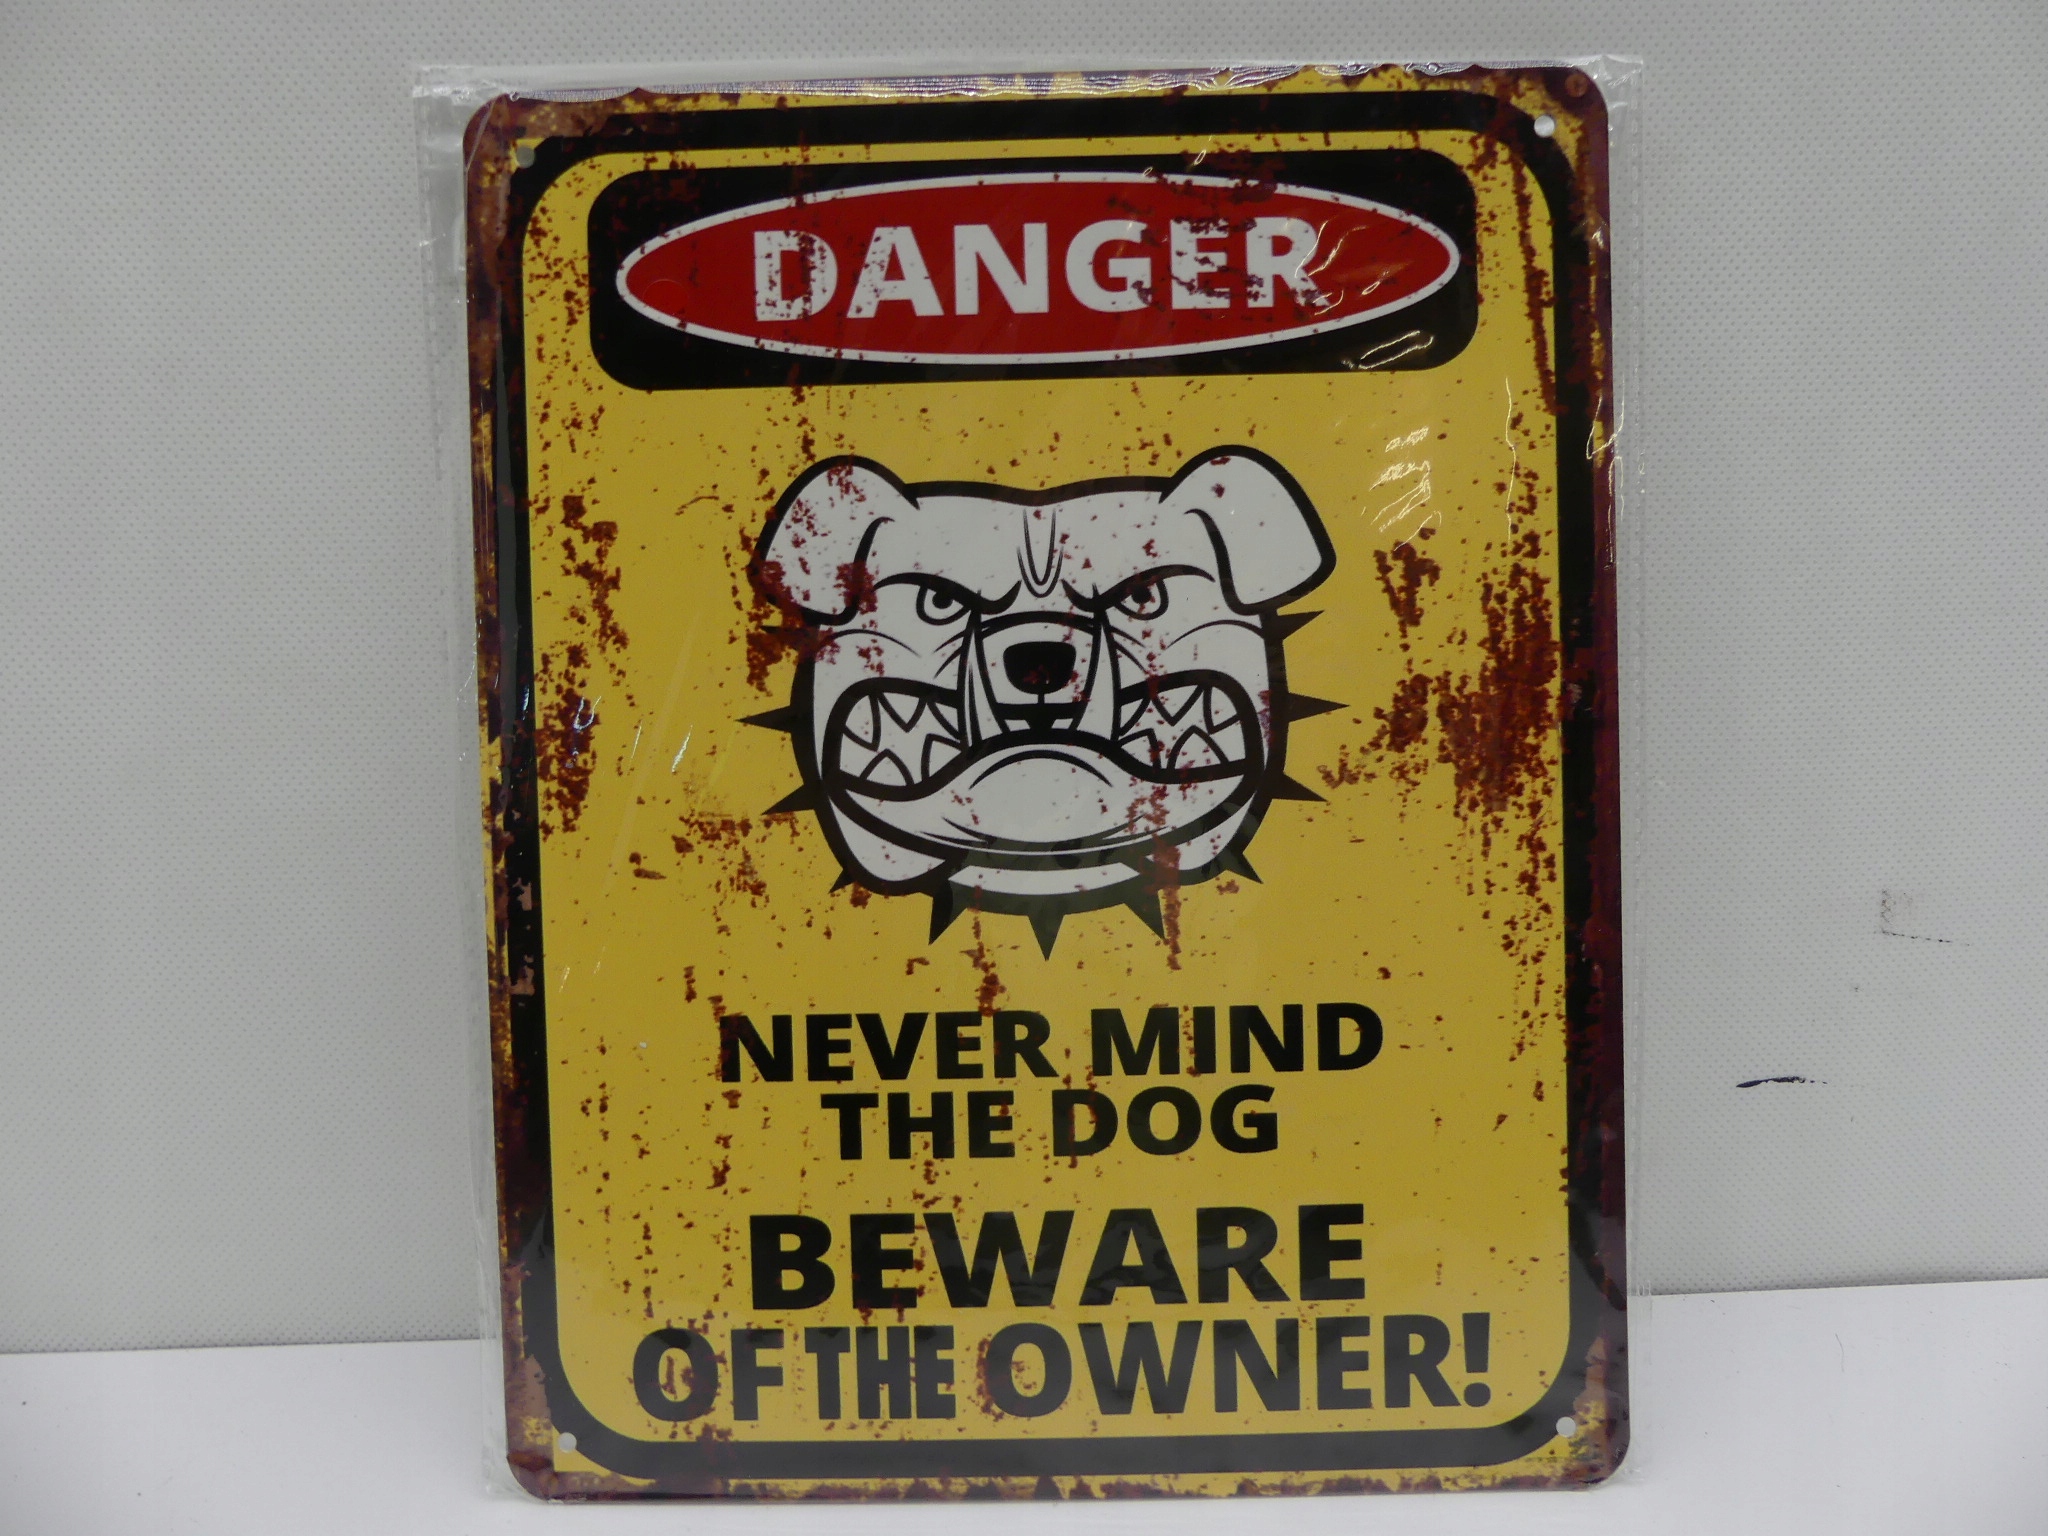 DANGER
NEVER MIND
THE DOG
BEWARE
OF THE OWNER!